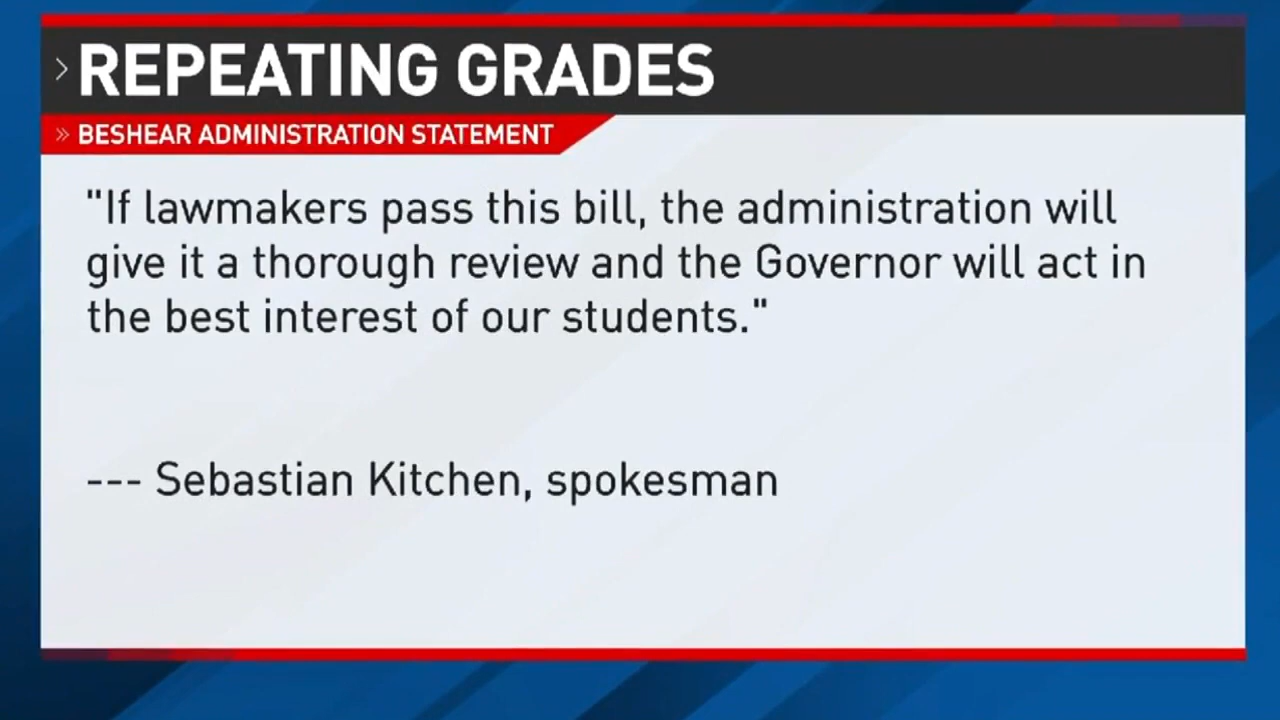 > REPEATING GRADES
» BESHEAR ADMINISTRATION STATEMENT
"If lawmakers pass this bill, the administration will
give it a thorough review and the Governor will act in
the best interest of our students."
--- Sebastian Kitchen, spokesman